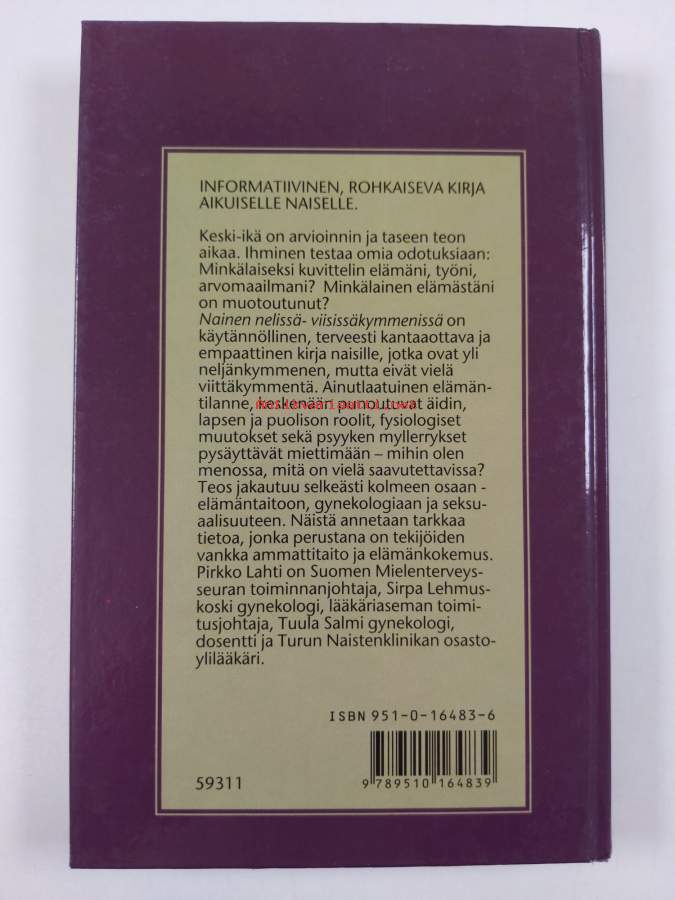 INFORMATIIVINEN, ROHKAISEVA KIRJA
AIKUISELLE NAISELLE.
Keski-ikä on arvioinnin ja taseen teon
aikaa. Ihminen testaa omia odotuksiaan:
Minkälaiseksi kuvittelin elämäni, työni,
arvomaailmani? Minkälainen elämästäni
on muotoutunut?
Nainen nelissä- viisissäkymmenissä on
käytännöllinen, terveesti kantaaottava ja
empaattinen kirja naisille, jotka ovat yli
neljänkymmenen, mutta eivät vielä
viittäkymmentä. Ainutlaatuinen elämän-
tilanne, keskenään punoutuvat äidin,
lapsen ja puolison roolit, fysiologiset
muutokset sekä psyyken myllerrykset
pysäyttävät miettimään – mihin olen
menossa, mitä on vielä saavutettavissa?
Teos jakautuu selkeästi kolmeen osaan -
elämäntaitoon, gynekologiaan ja seksu-
aalisuuteen. Näistä annetaan tarkkaa
tietoa, jonka perustana on tekijöiden
vankka ammattitaito ja elämänkokemus.
Pirkko Lahti on Suomen Mielenterveys-
seuran toiminnanjohtaja, Sirpa Lehmus-
koski gynekologi, lääkäriaseman toimi-
tusjohtaja, Tuula Salmi gynekologi,
dosentti ja Turun Naistenklinikan osasto-
ylilääkäri.
ISBN 951-0-16483-6
59311
9 789510 164839